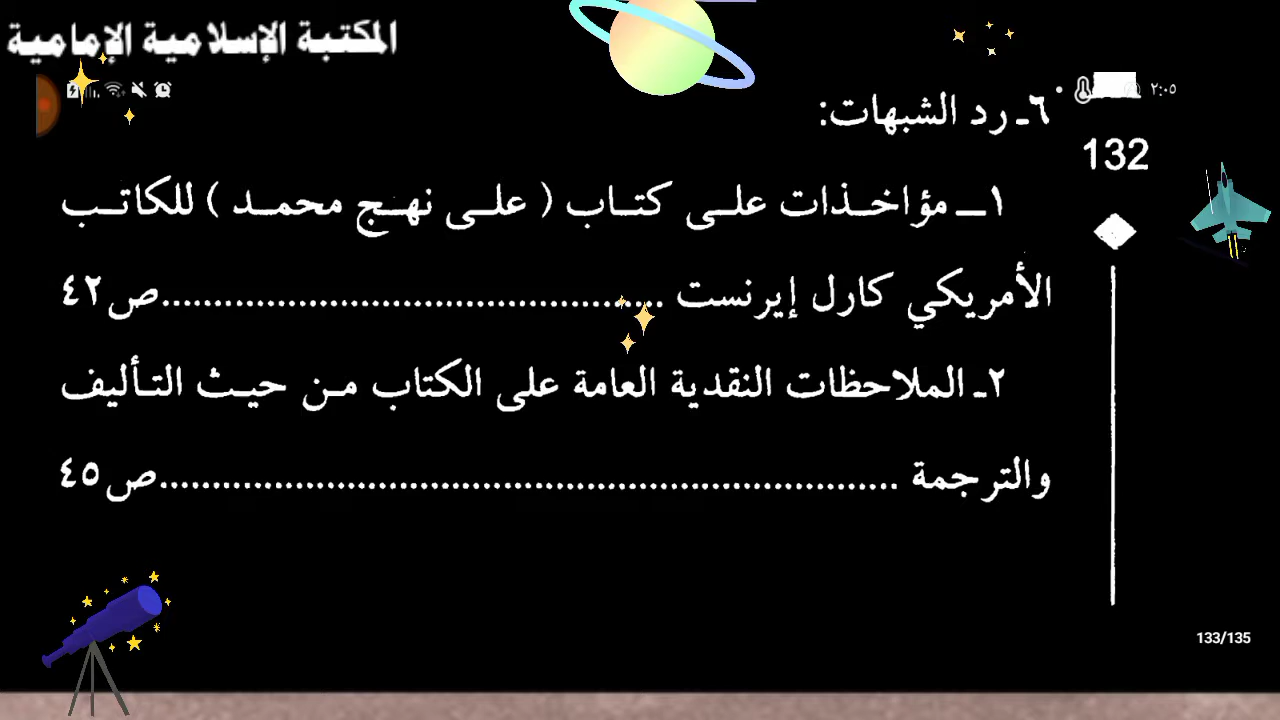 المكتبة الإسلامية الإمامية
٢:٠٥
٦ـ رد الشبهات:
132
١ـ مؤاخذات على كتاب ( على نهج محمد ) للكاتب
الأمريكي كارل إيرنست ........................................ ص٤٢
٢ـ الملاحظات النقدية العامة على الكتاب من حيث التأليف
والترجمة ........................................................ ص٤٥
133/135